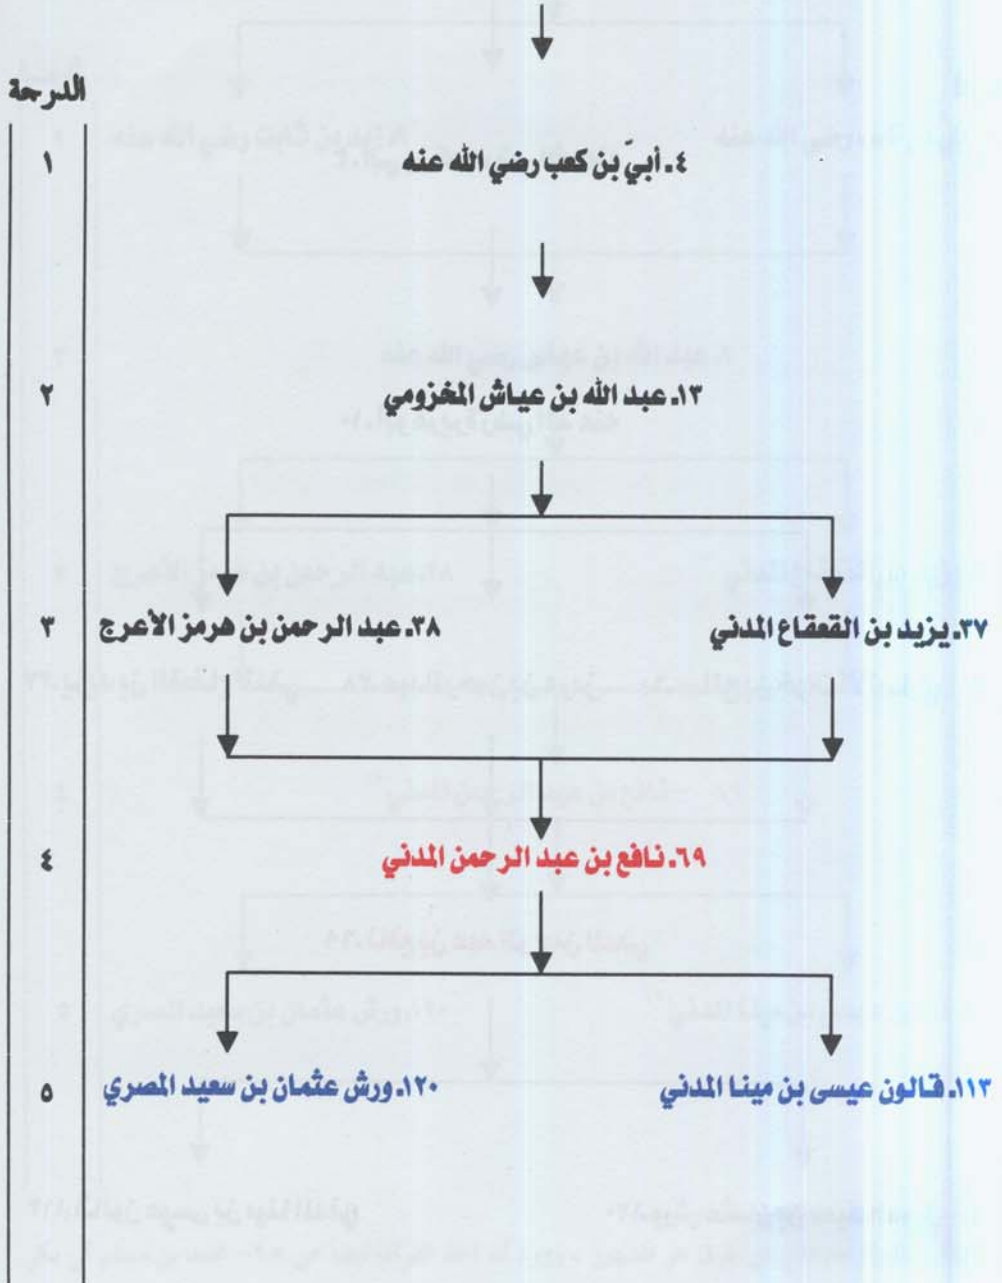 الدرجة
١ ٤. أبيّ بن كعب رضي الله عنه
٢ ١٣. عبد الله بن عياش المخزومي
٣٧. يزيد بن القعقاع المدني ٣٨. عبد الرحمن بن هرمز الأعرج ٣
٦٩. نافع بن عبد الرحمن المدني ٤
١١٣. قالون عيسى بن مينا المدني ١٢٠. ورش عثمان بن سعيد المصري ٥